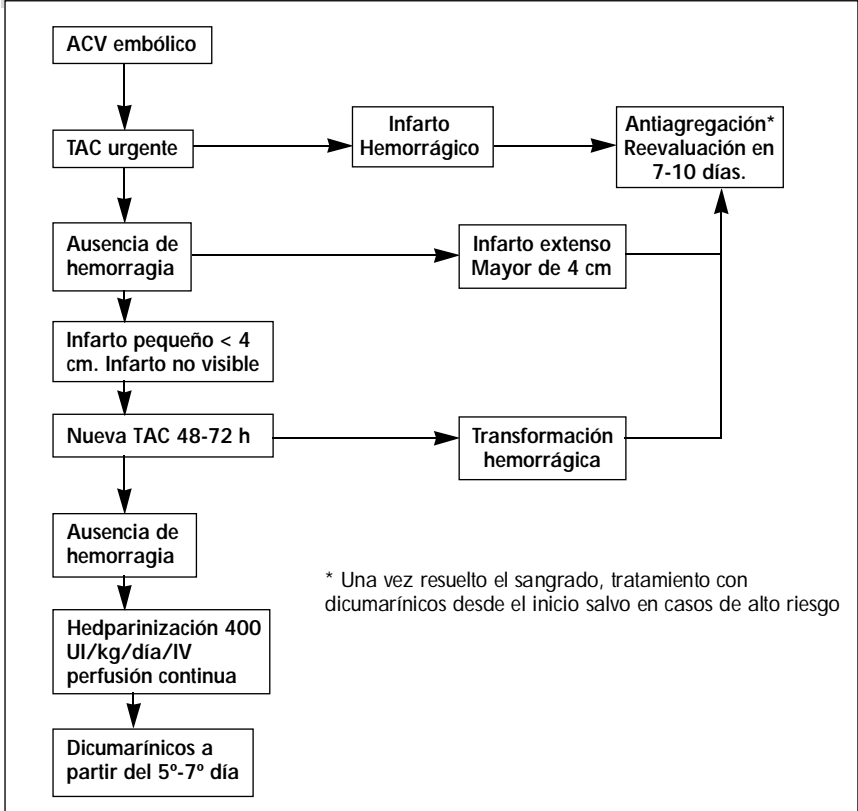 ACV embólico
TAC urgente
Infarto
Hemorrágico
Antiagregación*
Reevaluación en
7-10 días.
Ausencia de
hemorragia
Infarto extenso
Mayor de 4 cm
Infarto pequeño < 4
cm. Infarto no visible
Nueva TAC 48-72 h
Transformación
hemorrágica
Ausencia de
hemorragia
* Una vez resuelto el sangrado, tratamiento con
dicumarínicos desde el inicio salvo en casos de alto riesgo
Hedparinización 400
UI/kg/día/IV
perfusión continua
Dicumarínicos a
partir del 5º-7º día